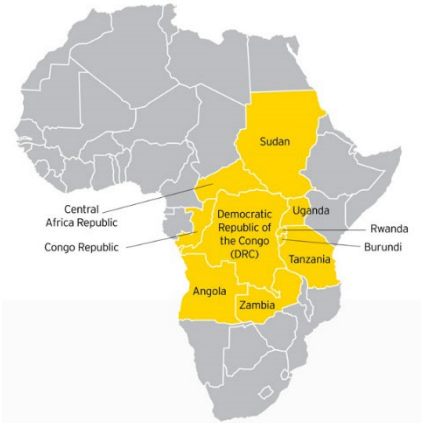 Sudan
Central
Africa Republic
Uganda
Democratic
Republic of
the Congo
(DRC)
Rwanda
Congo Republic
Burundi
Tanzania
Angola
Zambia